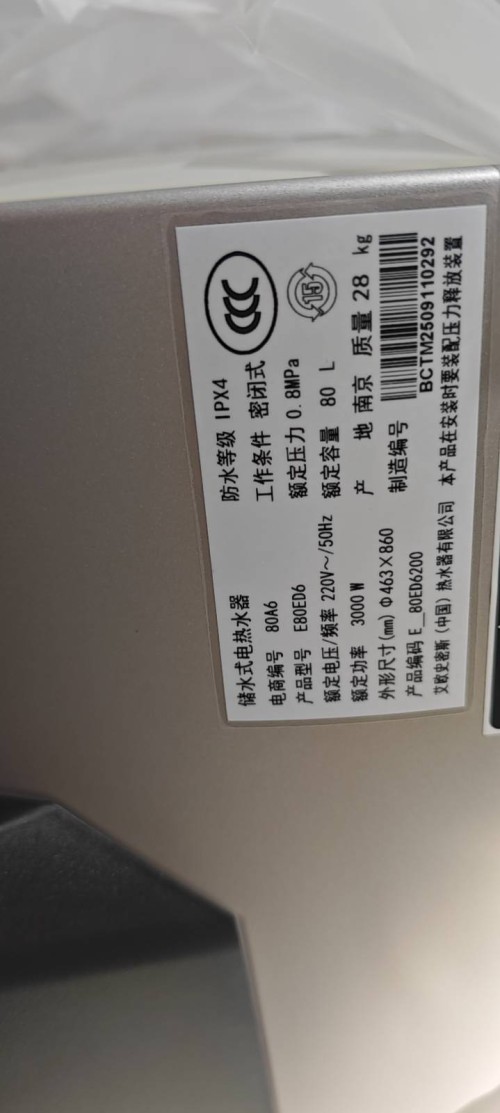 储水式电热水器
电商编号 80A6
产品型号 E80ED6
额定电压/频率 220V～/50Hz
额定功率 3000 W
外形尺寸(mm) Φ463×860
产品编码 E_80ED6200
艾欧史密斯（中国）热水器有限公司
防水等级 IPX4
工作条件 密闭式
额定压力 0.8MPa
额定容量 80 L
产 地 南京 质量 28 kg
制造编号
BCTM2509110292
本产品在安装时要装配压力释放装置
CCC
15